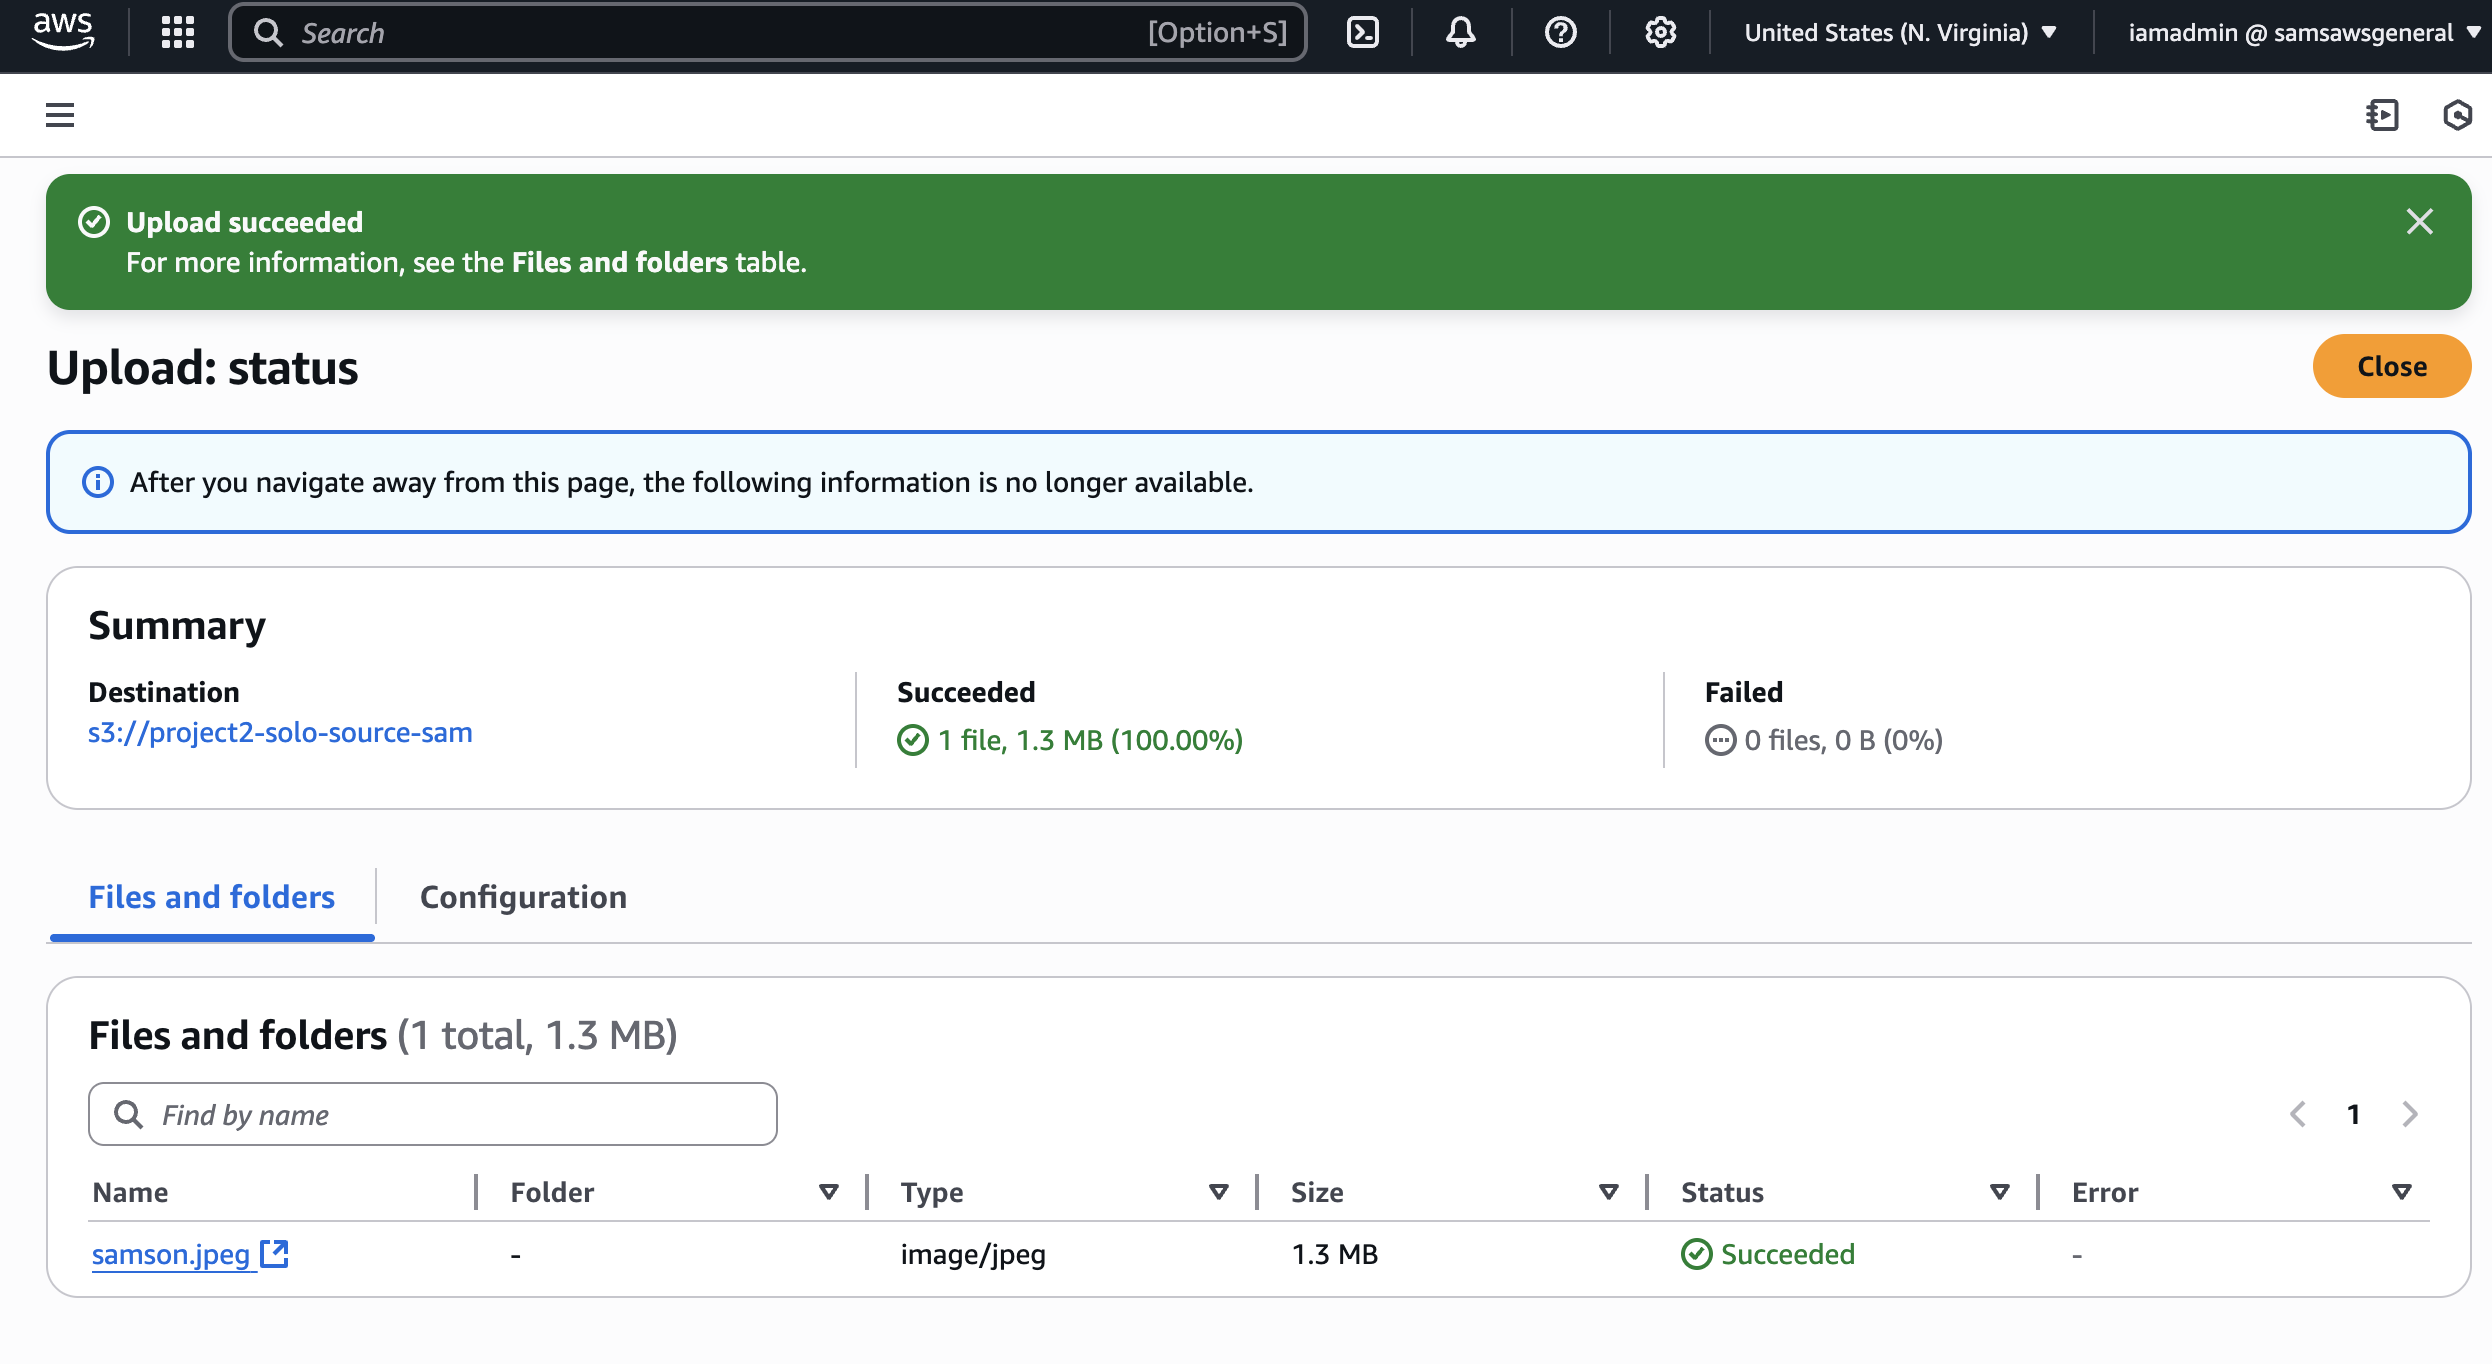 aws
Search [Option+S]
United States (N. Virginia)
iamadmin @ samsawsgeneral
Upload succeeded
For more information, see the Files and folders table.
Upload: status
Close
After you navigate away from this page, the following information is no longer available.
Summary
Destination
s3://project2-solo-source-sam
Succeeded
1 file, 1.3 MB (100.00%)
Failed
0 files, 0 B (0%)
Files and folders
Configuration
Files and folders (1 total, 1.3 MB)
Find by name
1
Name Folder Type Size Status Error
samson.jpeg - image/jpeg 1.3 MB Succeeded -